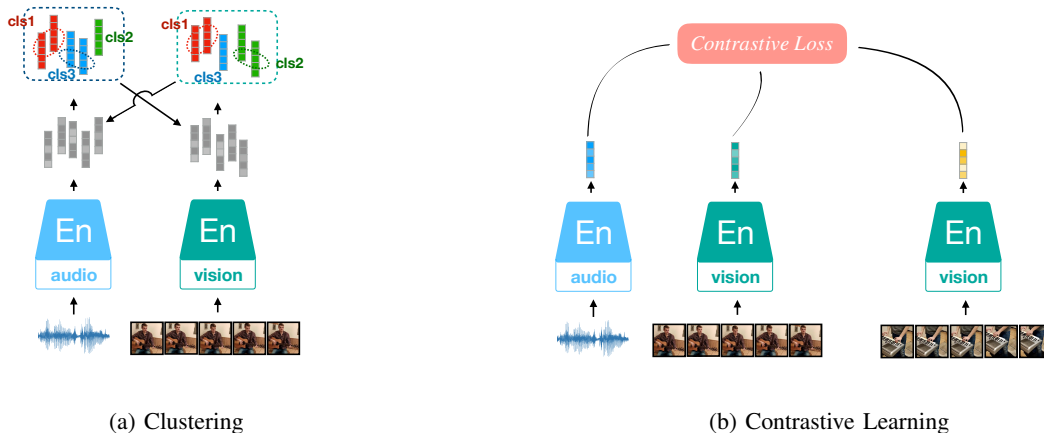 cls1
cls2
cls3
cls1
cls2
cls3
En
audio
En
vision
(a) Clustering
Contrastive Loss
En
audio
En
vision
En
vision
(b) Contrastive Learning